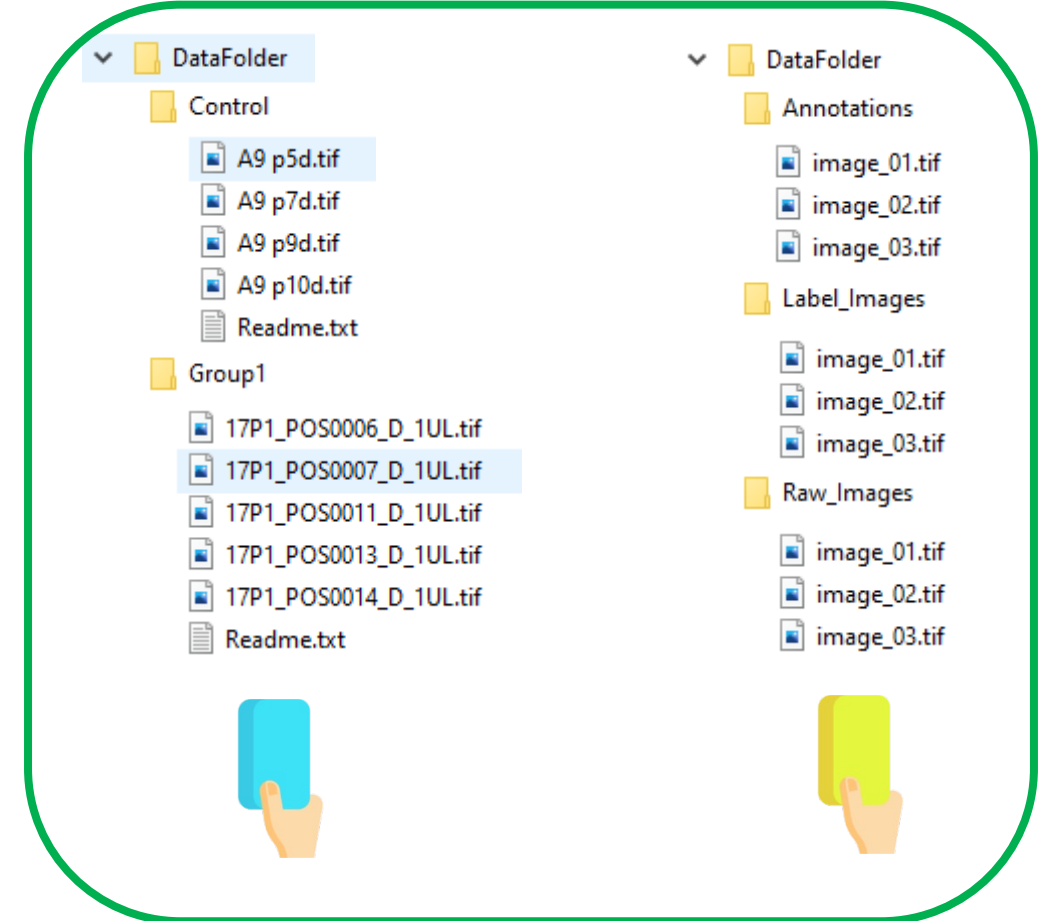 DataFolder
Control
A9 p5d.tif
A9 p7d.tif
A9 p9d.tif
A9 p10d.tif
Readme.txt
Group1
17P1_POS0006_D_1UL.tif
17P1_POS0007_D_1UL.tif
17P1_POS0011_D_1UL.tif
17P1_POS0013_D_1UL.tif
17P1_POS0014_D_1UL.tif
Readme.txt
DataFolder
Annotations
image_01.tif
image_02.tif
image_03.tif
Label_Images
image_01.tif
image_02.tif
image_03.tif
Raw_Images
image_01.tif
image_02.tif
image_03.tif